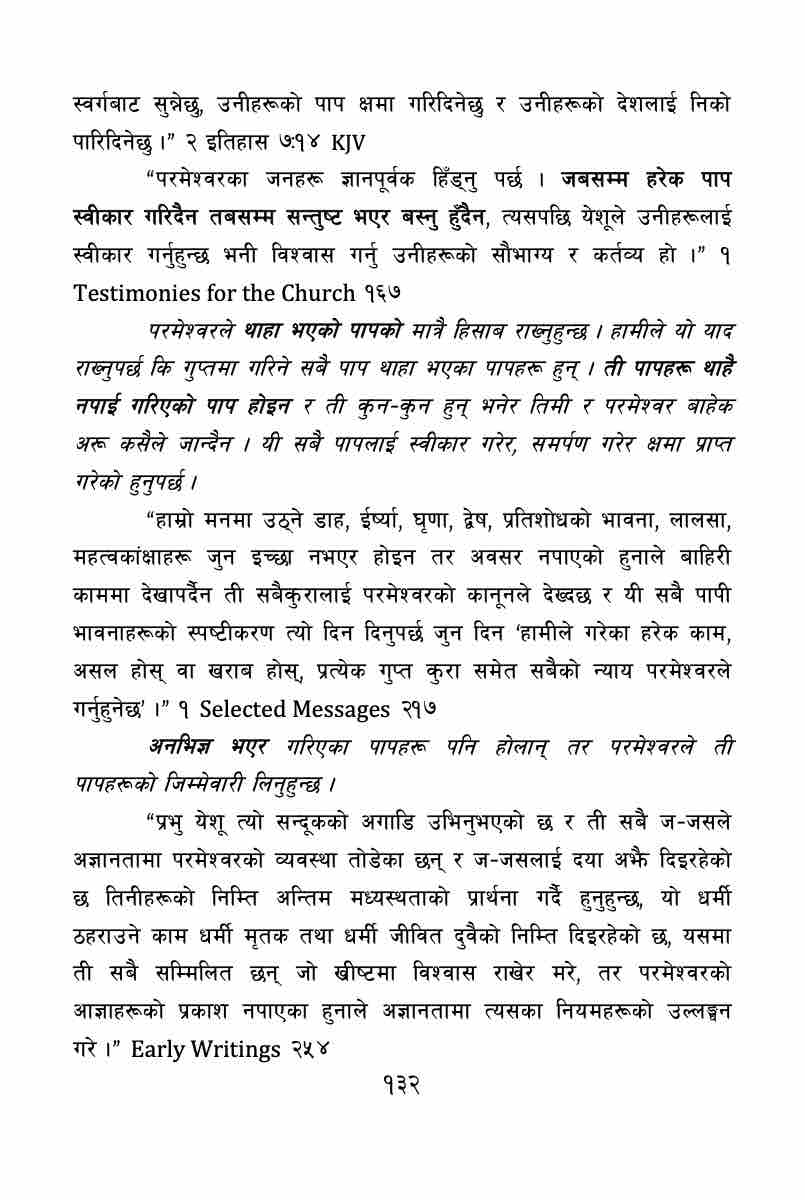 स्वर्गबाट सुन्नेछु, उनीहरूको पाप क्षमा गरिदिनेछु र उनीहरूको देशलाई निको
पारिदिनेछु ।” २ इतिहास ७:१४ KJV
“परमेश्वरका जनहरू ज्ञानपूर्वक हिँड्नु पर्छ । जबसम्म हरेक पाप
स्वीकार गरिदैन तबसम्म सन्तुष्ट भएर बस्नु हुँदैन, त्यसपछि येशूले उनीहरूलाई
स्वीकार गर्नुहुन्छ भनी विश्वास गर्नु उनीहरूको सौभाग्य र कर्तव्य हो ।” १
Testimonies for the Church १६७
परमेश्वरले थाहा भएको पापको मात्रै हिसाब राख्नुहुन्छ । हामीले यो याद
राख्नुपर्छ कि गुप्तमा गरिने सबै पाप थाहा भएका पापहरू हुन् । ती पापहरू थाहै
नपाई गरिएको पाप होइन र ती कुन-कुन हुन् भनेर तिमी र परमेश्वर बाहेक
अरू कसैले जान्दैन । यी सबै पापलाई स्वीकार गरेर, समर्पण गरेर क्षमा प्राप्त
गरेको हुनुपर्छ ।
“हाम्रो मनमा उठ्ने डाह, ईर्ष्या, घृणा, द्वेष, प्रतिशोधको भावना, लालसा,
महत्वकांक्षाहरू जुन इच्छा नभएर होइन तर अवसर नपाएको हुनाले बाहिरी
काममा देखापर्दैन ती सबैकुरालाई परमेश्वरको कानूनले देख्दछ र यी सबै पापी
भावनाहरूको स्पष्टीकरण त्यो दिन दिनुपर्छ जुन दिन ‘हामीले गरेका हरेक काम,
असल होस् वा खराब होस्, प्रत्येक गुप्त कुरा समेत सबैको न्याय परमेश्वरले
गर्नुहुनेछ’ ।” १ Selected Messages २१७
अनभिज्ञ भएर गरिएका पापहरू पनि होलान् तर परमेश्वरले ती
पापहरूको जिम्मेवारी लिनुहुन्छ ।
“प्रभु येशू त्यो सन्दूकको अगाडि उभिनुभएको छ र ती सबै ज-जसले
अज्ञानतामा परमेश्वरको व्यवस्था तोडेका छन् र ज-जसलाई दया अझै दिइरहेको
छ तिनीहरूको निम्ति अन्तिम मध्यस्थताको प्रार्थना गर्दै हुनुहुन्छ, यो धर्मी
ठहराउने काम धर्मी मृतक तथा धर्मी जीवित दुवैको निम्ति दिइरहेको छ, यसमा
ती सबै सम्मिलित छन् जो ख्रीष्टमा विश्वास राखेर मरे, तर परमेश्वरको
आज्ञाहरूको प्रकाश नपाएका हुनाले अज्ञानतामा त्यसका नियमहरूको उल्लङ्घन
गरे ।” Early Writings २५४
१३२